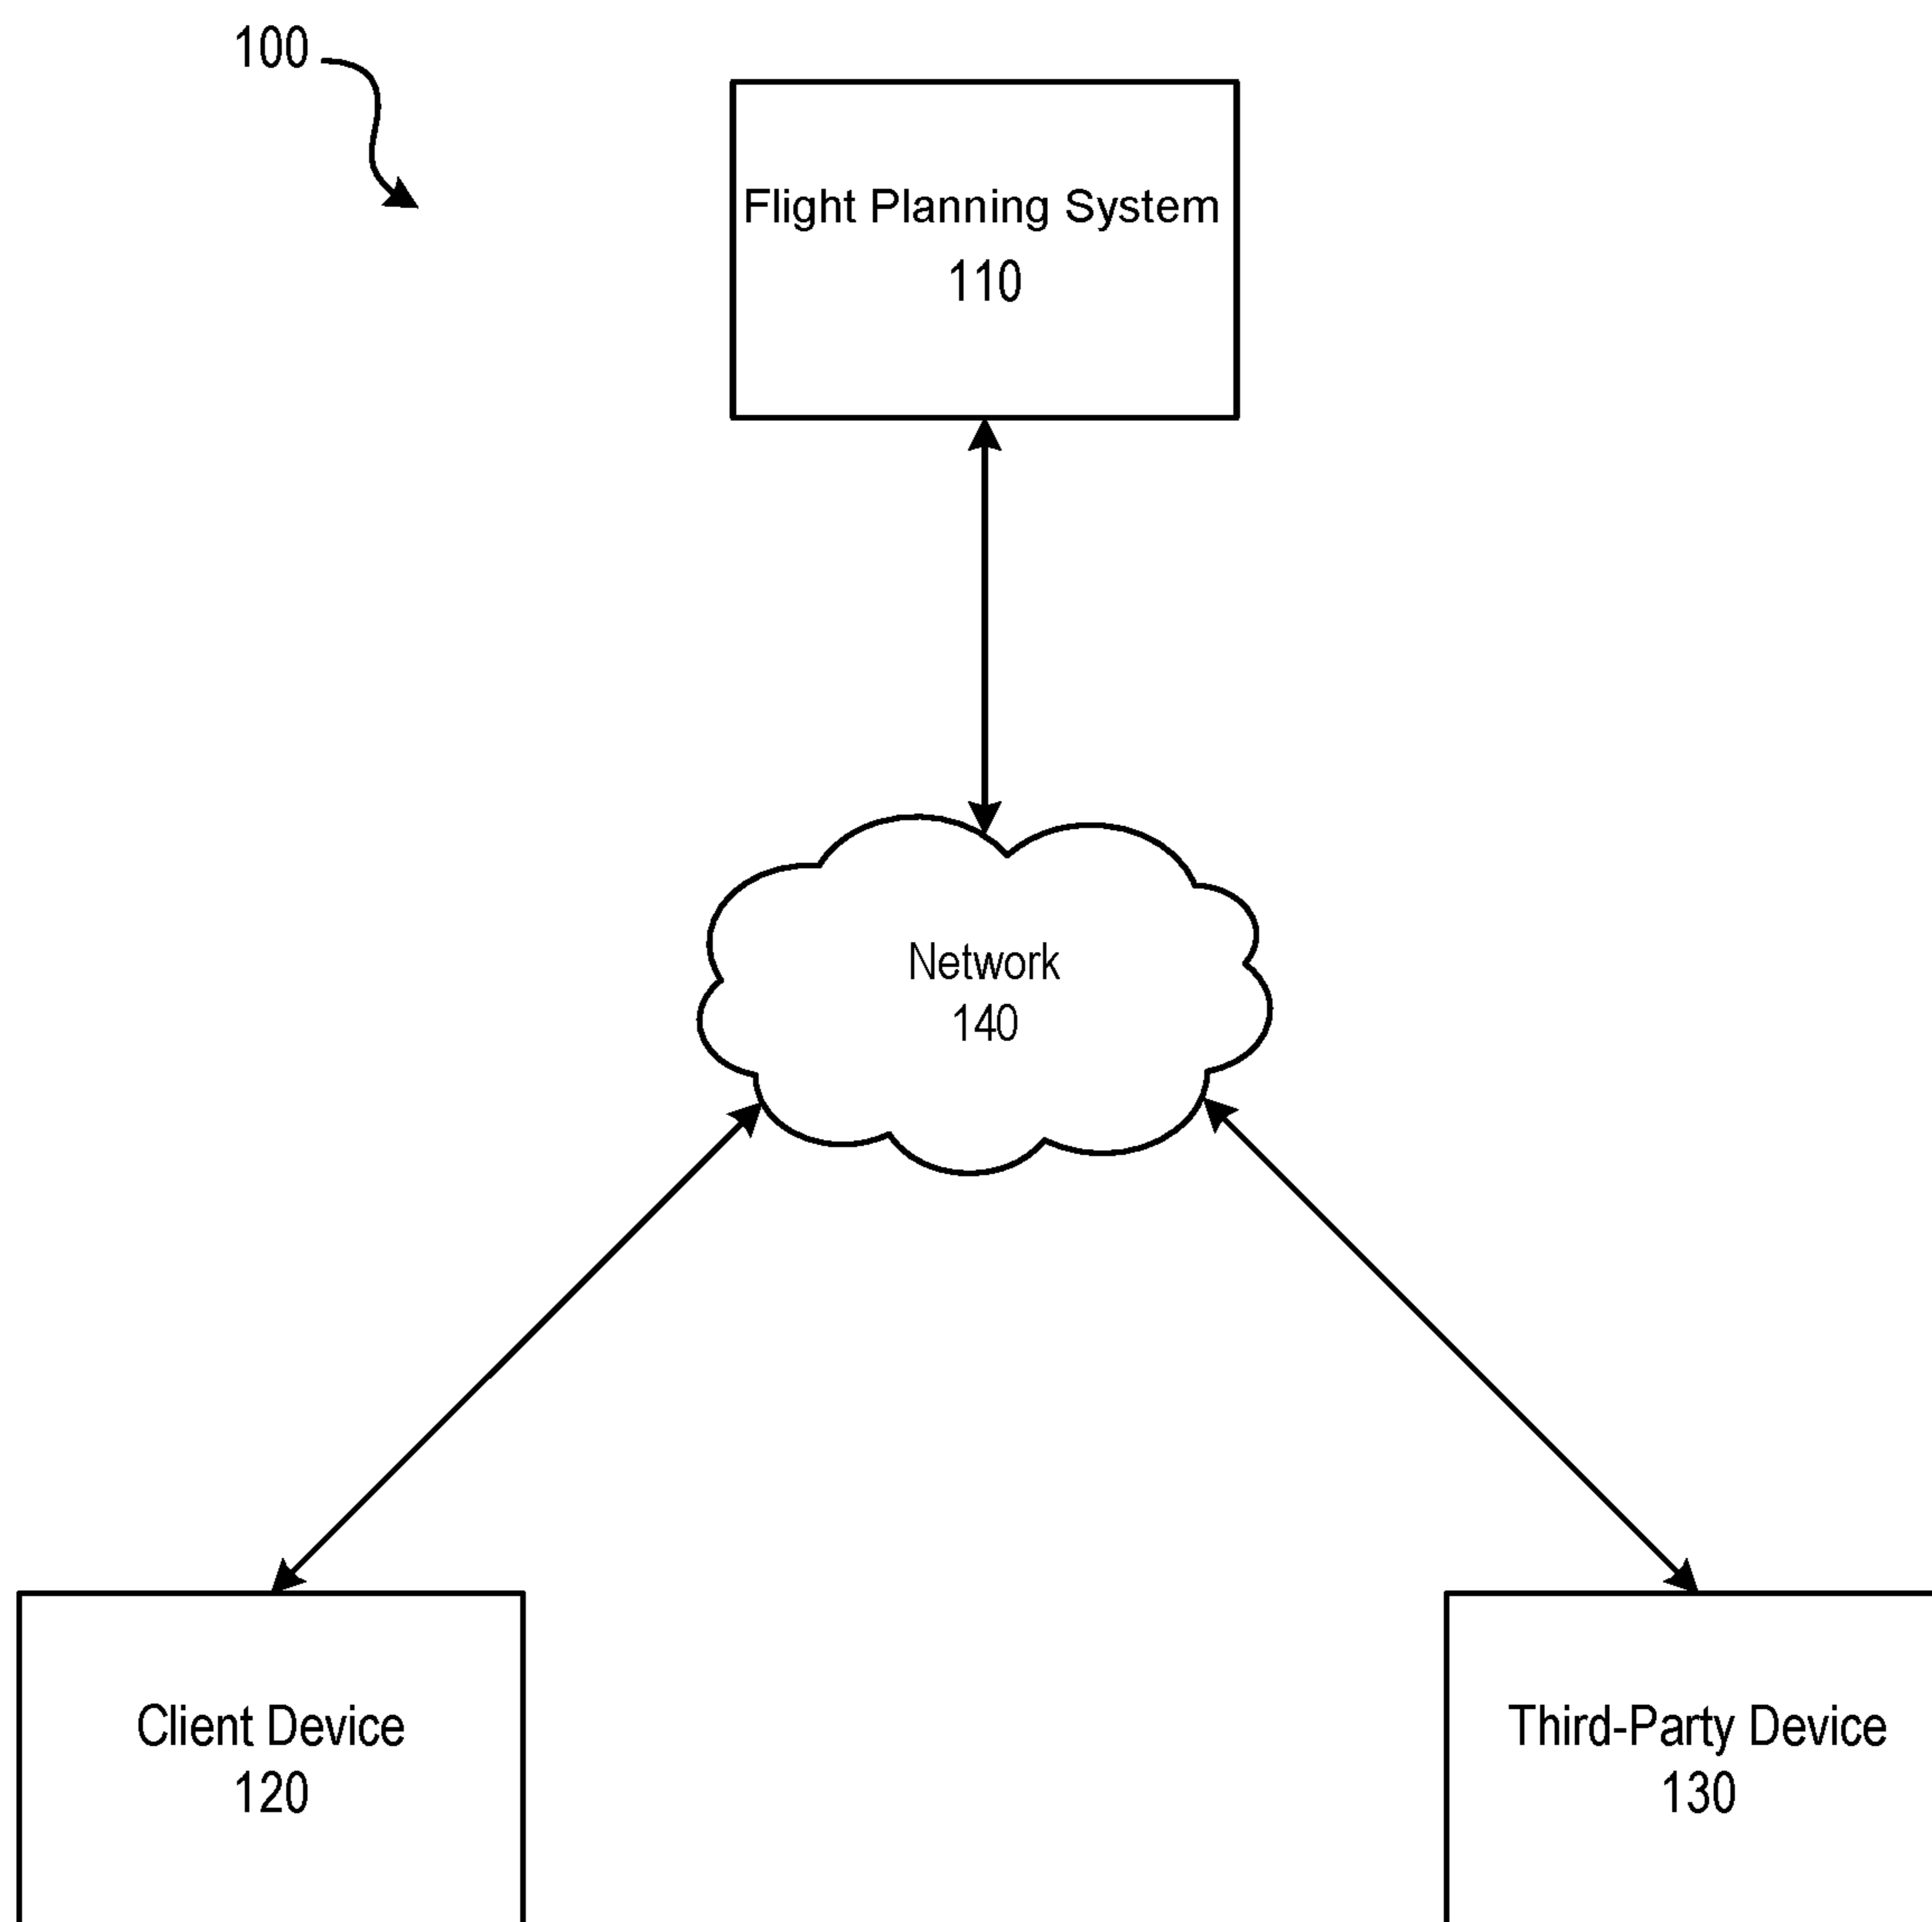 100
Flight Planning System
110
Network
140
Client Device
120
Third-Party Device
130